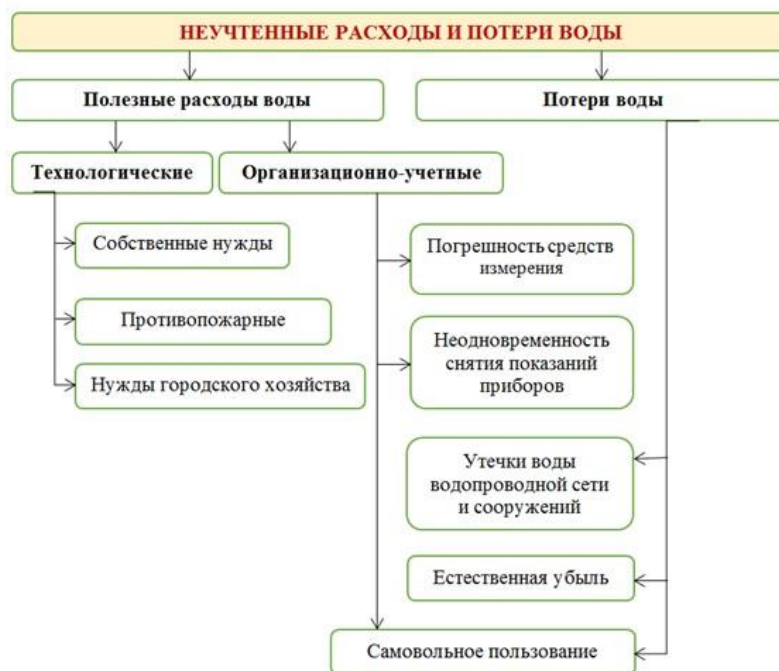 НЕУЧТЕННЫЕ РАСХОДЫ И ПОТЕРИ ВОДЫ
Полезные расходы воды
Потери воды
Технологические
Организационно-учетные
Собственные нужды
Противопожарные
Нужды городского хозяйства
Погрешность средств
измерения
Неодновременность
снятия показаний
приборов
Утечки воды
водопроводной сети
и сооружений
Естественная убыль
Самовольное пользование